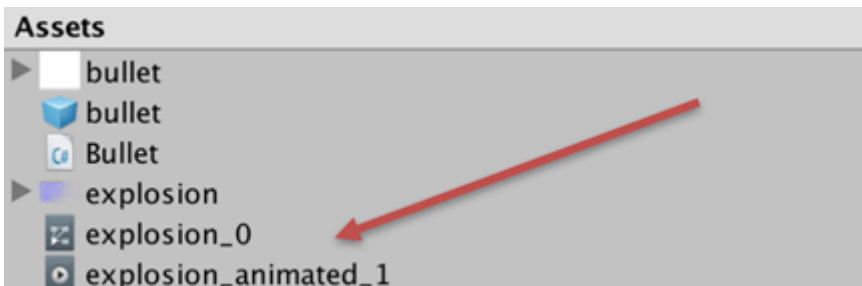 Assets
bullet
bullet
C# Bullet
explosion
explosion_0
explosion_animated_1